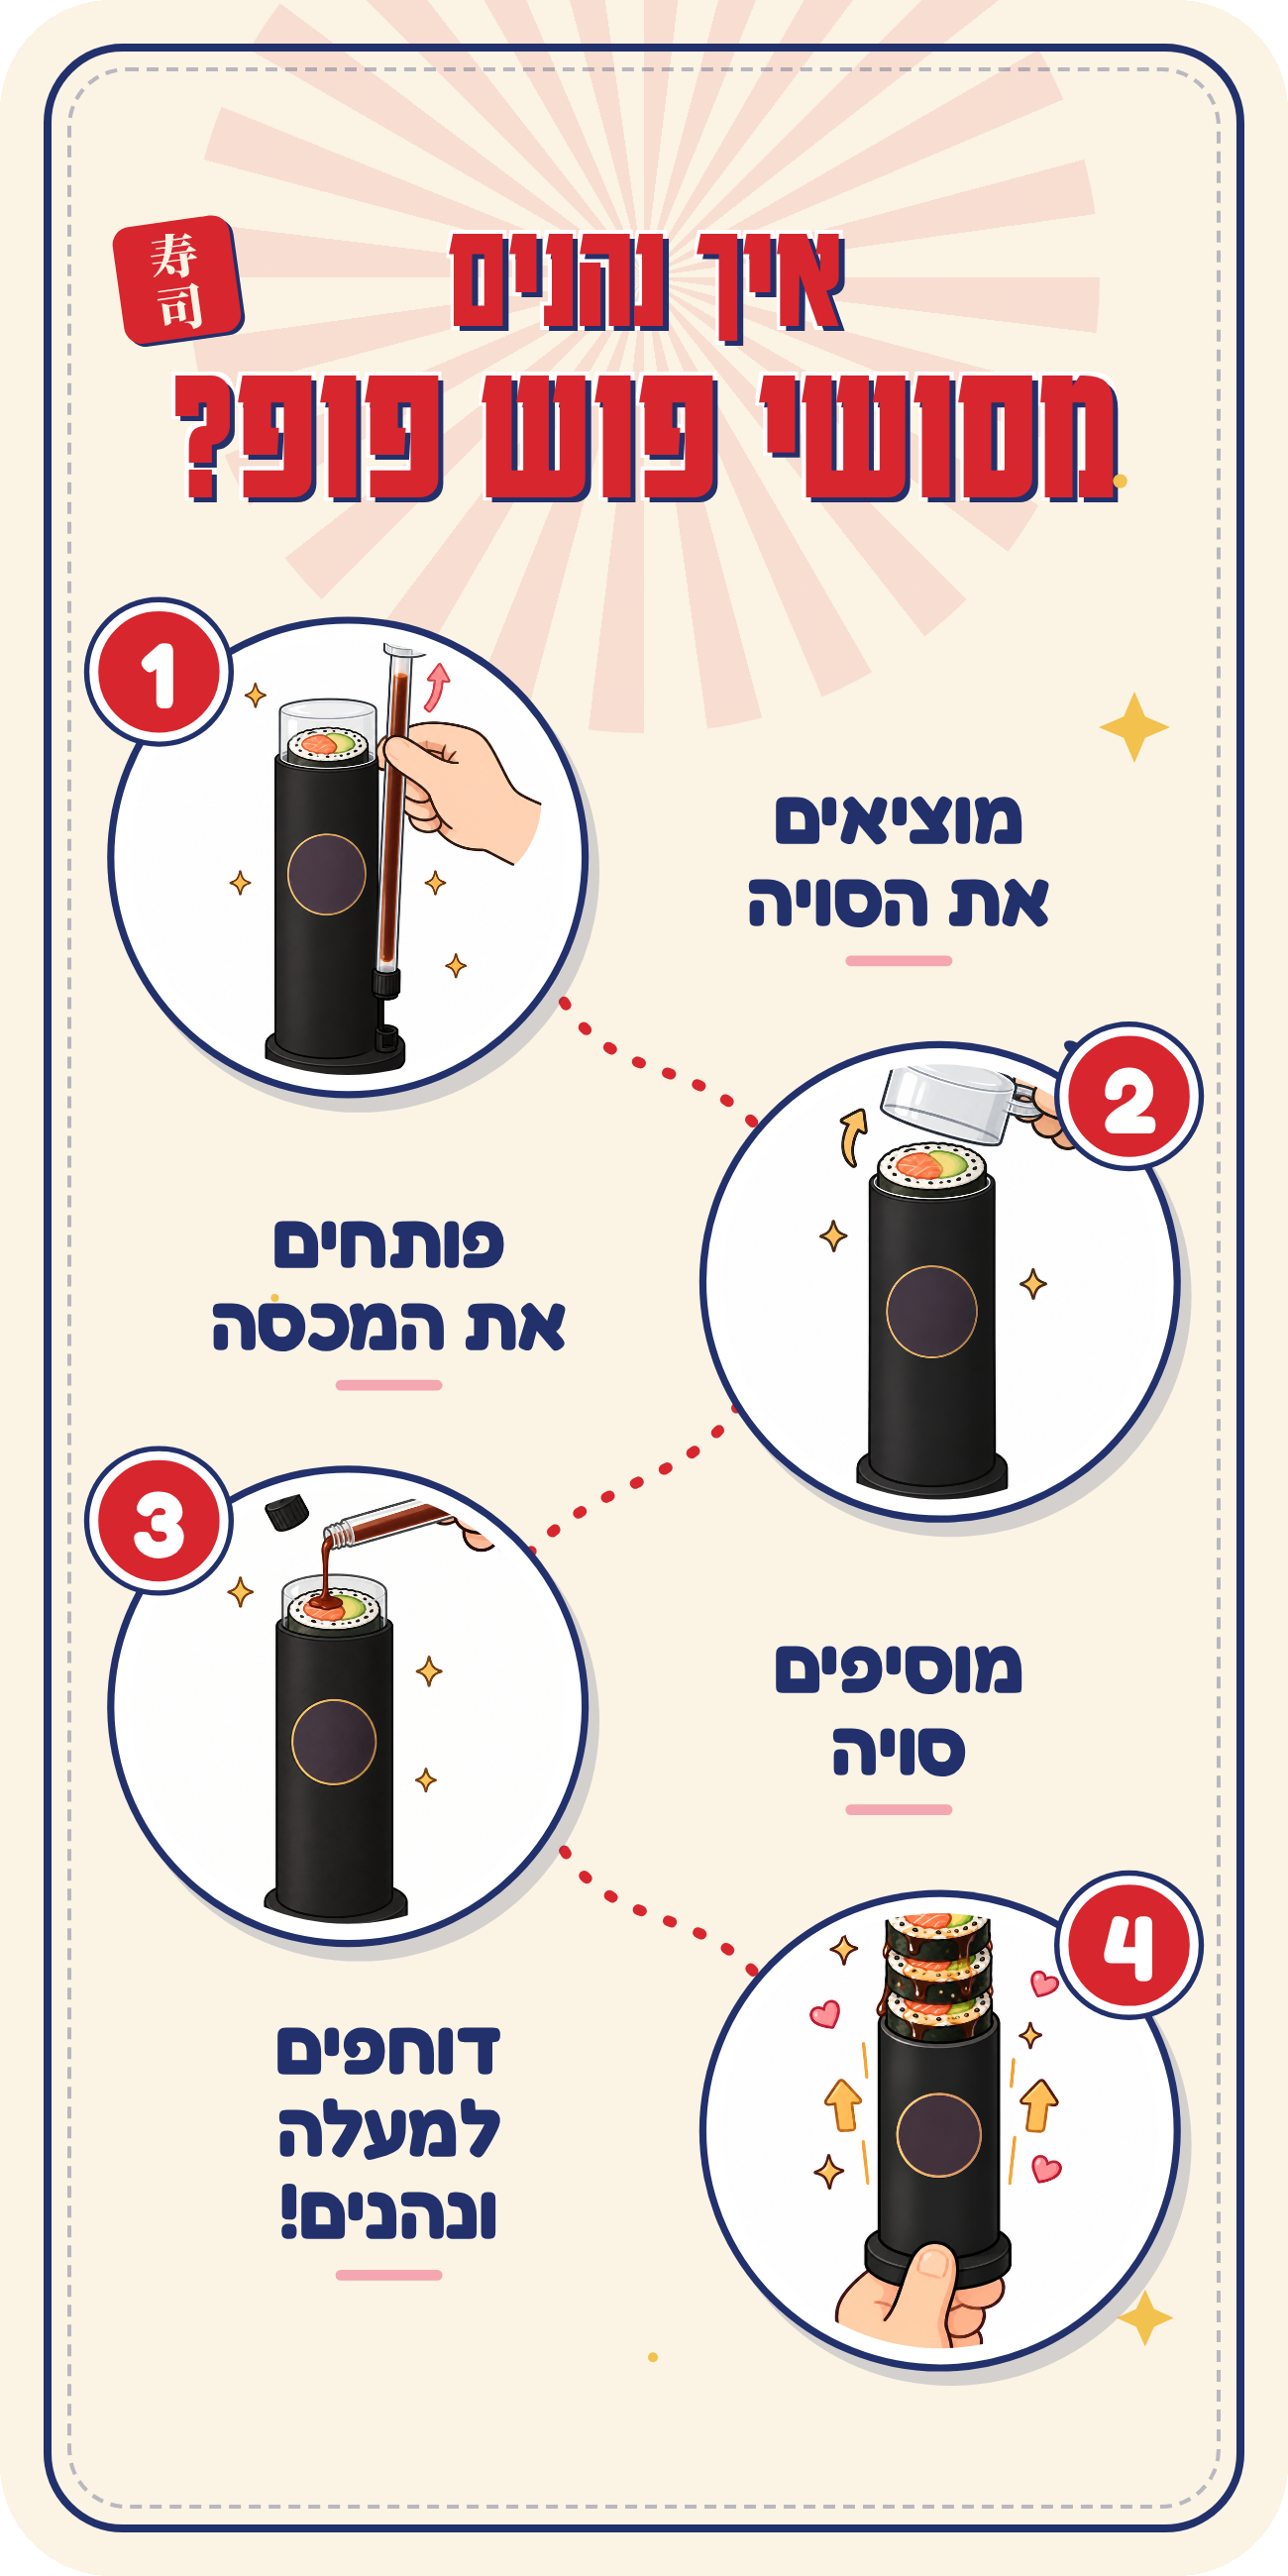 寿
司
איך נהנים
מסושי פוש פופ?
1
מוציאים
את הסויה
2
פותחים
את המכסה
3
מוסיפים
סויה
4
דוחפים
למעלה
ונהנים!